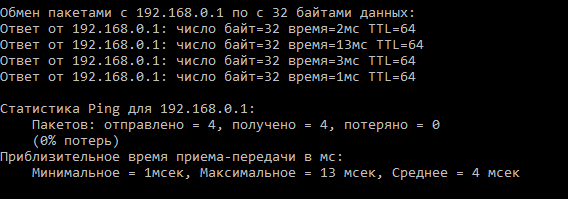 Обмен пакетами с 192.168.0.1 по с 32 байтами данных:
Ответ от 192.168.0.1: число байт=32 время=2мс TTL=64
Ответ от 192.168.0.1: число байт=32 время=13мс TTL=64
Ответ от 192.168.0.1: число байт=32 время=3мс TTL=64
Ответ от 192.168.0.1: число байт=32 время=1мс TTL=64
Статистика Ping для 192.168.0.1:
Пакетов: отправлено = 4, получено = 4, потеряно = 0
(0% потерь)
Приблизительное время приема-передачи в мс:
Минимальное = 1мсек, Максимальное = 13 мсек, Среднее = 4 мсек